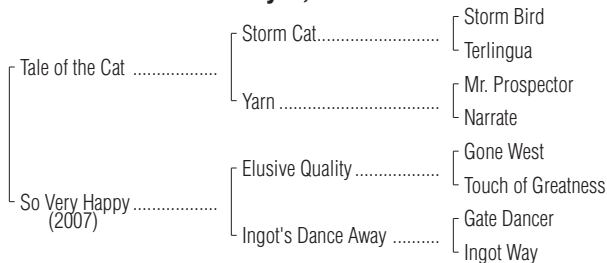 Storm Bird
Storm Cat
Terlingua
Tale of the Cat
Mr. Prospector
Yarn
Narrate
Gone West
Elusive Quality
Touch of Greatness
So Very Happy
(2007)
Gate Dancer
Ingot's Dance Away
Ingot Way